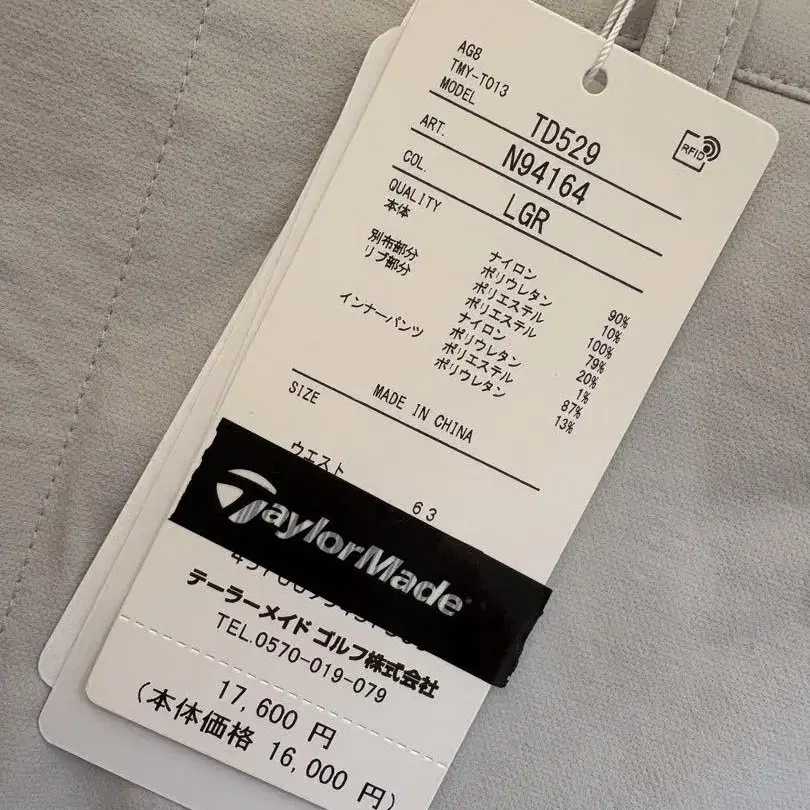 AG8
TMY-T013
MODEL TD529
RFID
ART. N94164
COL. LGR
QUALITY
本体 ナイロン 90%
ポリウレタン 10%
別布部分 ポリエステル 100%
リブ部分 ポリエステル 79%
ナイロン 20%
ポリウレタン 1%
インナーパンツ ポリエステル 87%
ポリウレタン 13%
MADE IN CHINA
SIZE
ウエスト 63
TaylorMade
テーラーメイド ゴルフ株式会社
TEL.0570-019-079
17,600 円
(本体価格 16,000 円)